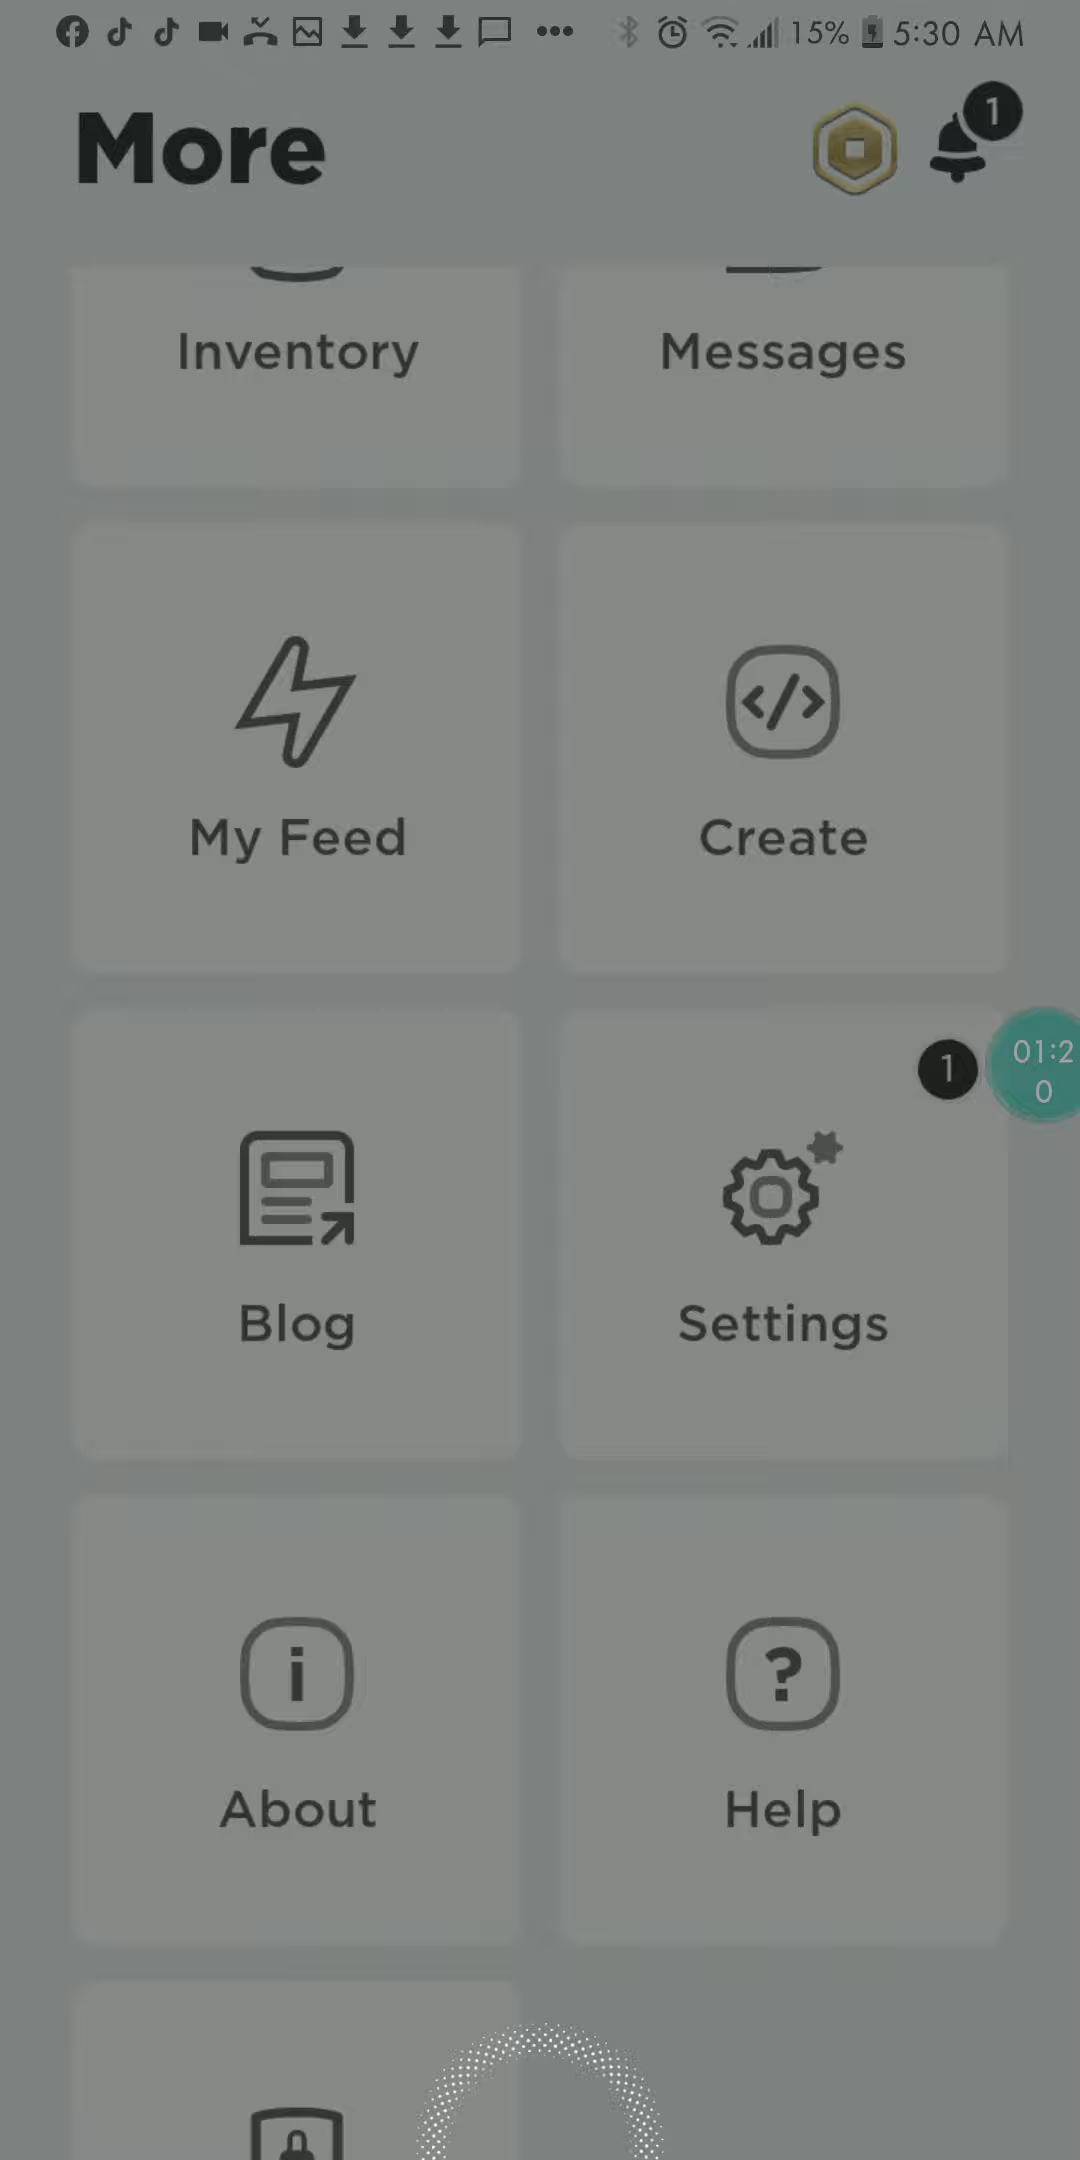 15% 5:30 AM
More
1
Inventory
Messages
My Feed
Create
1
01:2
0
Blog
Settings
About
Help